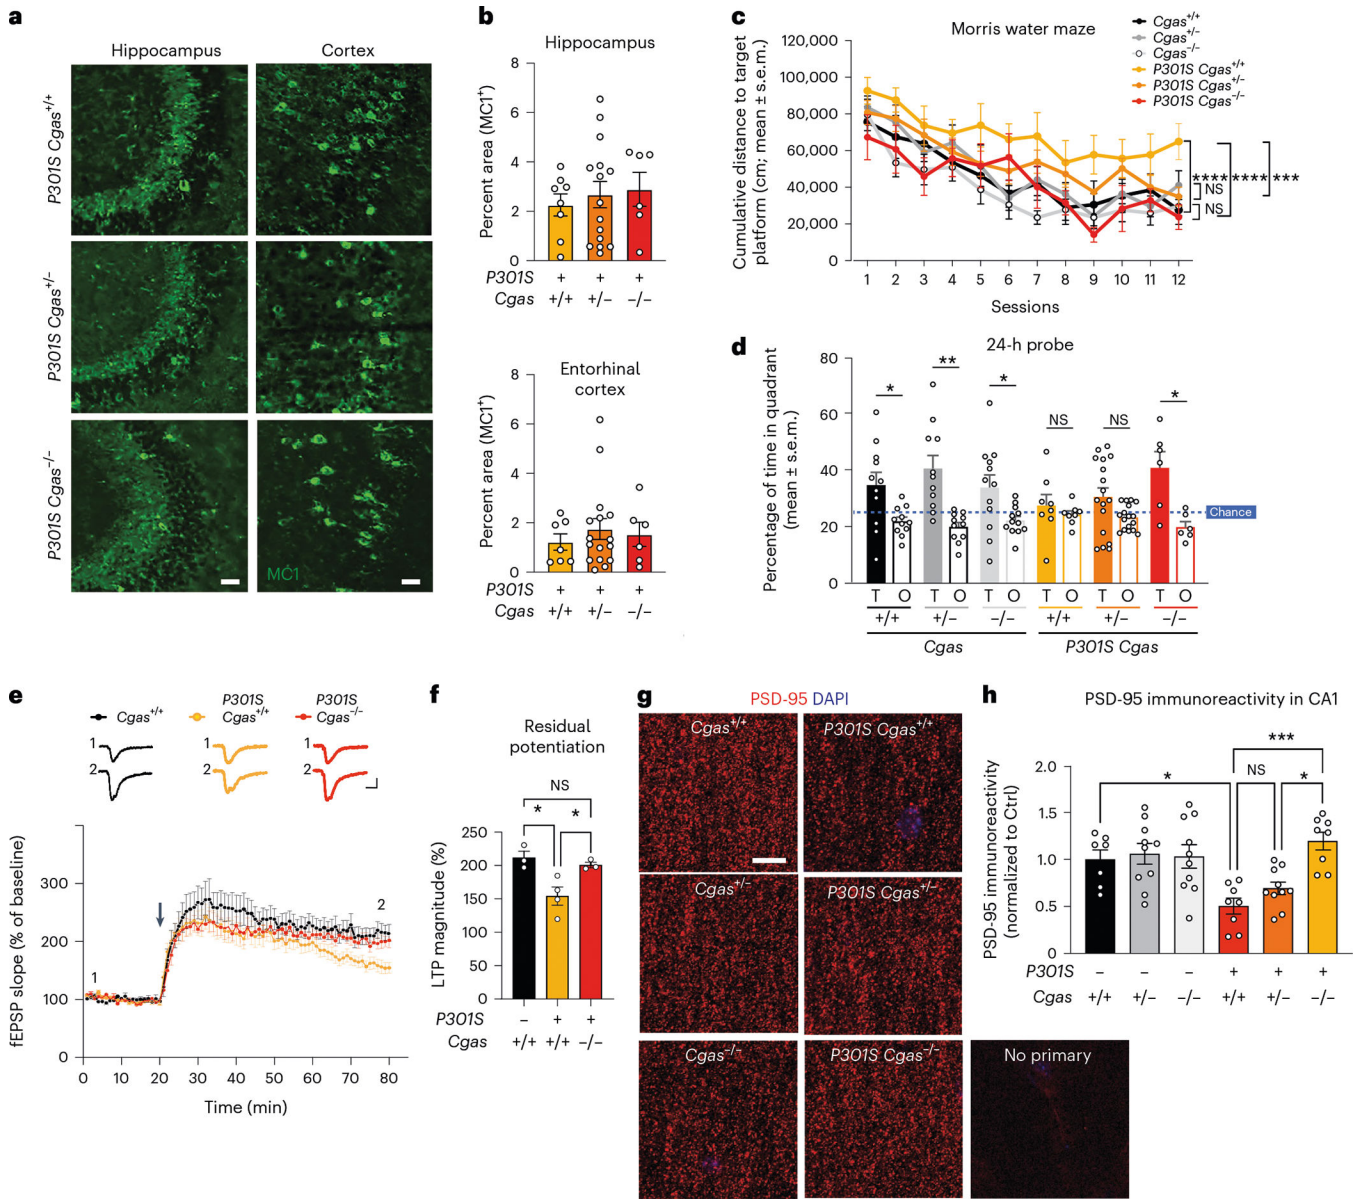 a
Hippocampus
Cortex
P301S Cgas+/+
P301S Cgas+/−
P301S Cgas−/−
MC1
b
Hippocampus
Percent area (MC1+)
8
6
4
2
0
P301S + + +
Cgas +/+ +/− −/−
Entorhinal
cortex
Percent area (MC1+)
8
6
4
2
0
P301S + + +
Cgas +/+ +/− −/−
c
Morris water maze
Cgas+/+
Cgas+/−
Cgas−/−
P301S Cgas+/+
P301S Cgas+/−
P301S Cgas−/−
Cumulative distance to target
platform (cm; mean ± s.e.m.)
120,000
100,000
80,000
60,000
40,000
20,000
0
**** **** ***
NS
NS
1 2 3 4 5 6 7 8 9 10 11 12
Sessions
d
24-h probe
Percentage of time in quadrant
(mean ± s.e.m.)
80
60
40
20
0
* ** * NS NS *
Chance
T O T O T O T O T O T O
+/+ +/− −/− +/+ +/− −/−
Cgas P301S Cgas
e
Cgas+/+
P301S
Cgas+/+
P301S
Cgas−/−
1 1 1
2 2 2
fEPSP slope (% of baseline)
300
200
100
0
1
2
0 10 20 30 40 50 60 70 80
Time (min)
f
Residual
potentiation
NS
* *
LTP magnitude (%)
250
200
150
100
50
0
P301S − + +
Cgas +/+ +/+ −/−
g
PSD-95 DAPI
Cgas+/+
P301S Cgas+/+
Cgas+/−
P301S Cgas+/−
Cgas−/−
P301S Cgas−/−
No primary
h
PSD-95 immunoreactivity in CA1
***
* NS *
PSD-95 immunoreactivity
(normalized to Ctrl)
2.0
1.5
1.0
0.5
0
P301S − − − + + +
Cgas +/+ +/− −/− +/+ +/− −/−